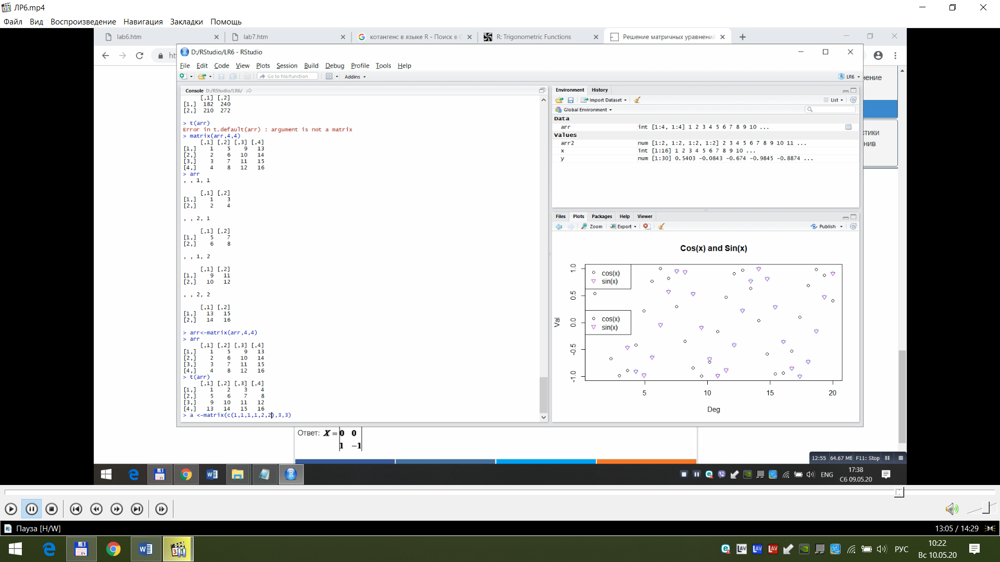 ЛР6.mp4
Файл Вид Воспроизведение Навигация Закладки Помощь
lab6.htm
lab7.htm
котангенс в языке R - Поиск в
R: Trigonometric Functions
Решение матричных уравнений
D:/RStudio/LR6 - RStudio
File Edit Code View Plots Session Build Debug Profile Tools Help
Go to file/function
Addins
LR6
Console D:/RStudio/LR6/
[,1] [,2]
[1,] 182 240
[2,] 210 272
> t(arr)
Error in t.default(arr) : argument is not a matrix
> matrix(arr,4,4)
[,1] [,2] [,3] [,4]
[1,] 1 5 9 13
[2,] 2 6 10 14
[3,] 3 7 11 15
[4,] 4 8 12 16
> arr
, , 1, 1
[,1] [,2]
[1,] 1 3
[2,] 2 4
, , 2, 1
[,1] [,2]
[1,] 5 7
[2,] 6 8
, , 1, 2
[,1] [,2]
[1,] 9 11
[2,] 10 12
, , 2, 2
[,1] [,2]
[1,] 13 15
[2,] 14 16
> arr<-matrix(arr,4,4)
> arr
[,1] [,2] [,3] [,4]
[1,] 1 5 9 13
[2,] 2 6 10 14
[3,] 3 7 11 15
[4,] 4 8 12 16
> t(arr)
[,1] [,2] [,3] [,4]
[1,] 1 2 3 4
[2,] 5 6 7 8
[3,] 9 10 11 12
[4,] 13 14 15 16
> a <-matrix(c(1,1,1,1,2,2),3,3)
Environment History
Import Dataset
List
Global Environment
Data
arr int [1:4, 1:4] 1 2 3 4 5 6 7 8 9 10 ...
Values
arr2 num [1:2, 1:2, 1:2, 1:2] 2 3 4 5 6 7 8 9 10 11 ...
x int [1:16] 1 2 3 4 5 6 7 8 9 10 ...
y num [1:30] 0.5403 -0.0843 -0.674 -0.9845 -0.8874 ...
Files Plots Packages Help Viewer
Zoom Export Publish
Cos(x) and Sin(x)
cos(x)
sin(x)
cos(x)
sin(x)
Val
1.0
0.5
0.0
-0.5
-1.0
5 10 15 20
Deg
нение
тики
нив
Ответ: X = 0 0
1 -1
12:55 64.67 Мб F11: Stop
ENG
17:38
Сб 09.05.20
Пауза [H/W]
13:05 / 14:29
LAV LAV LAV
РУС
10:22
Вс 10.05.20